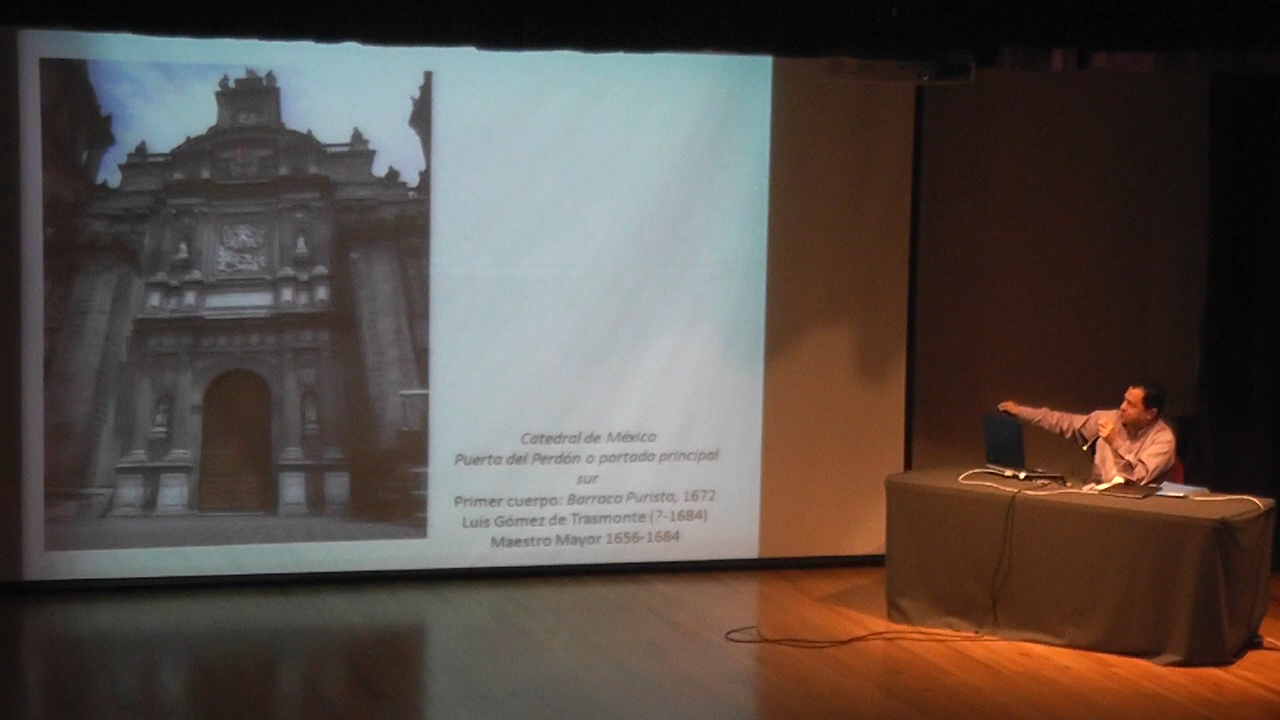 Catedral de México
Puerta del Perdón o portada principal
sur
Primer cuerpo: Barroco Purista, 1672
Luis Gómez de Trasmonte (?-1684)
Maestro Mayor 1656-1684